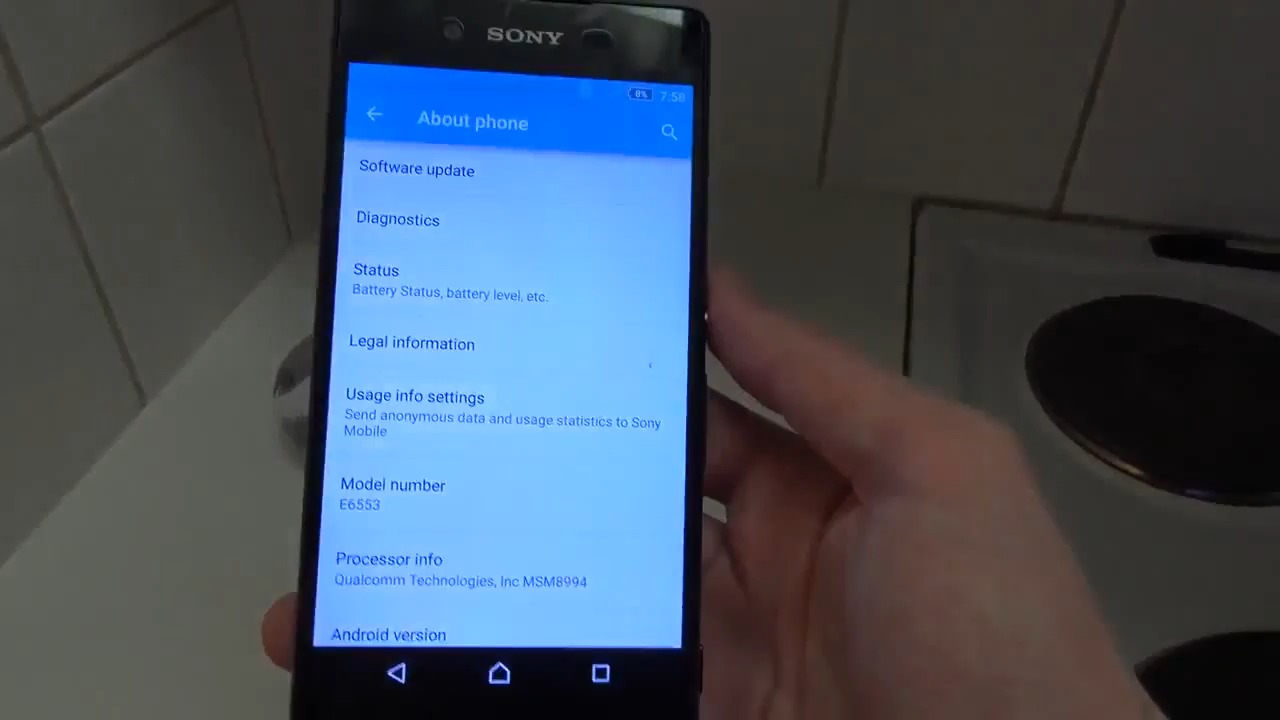 SONY
8% 7:58
About phone
Software update
Diagnostics
Status
Battery Status, battery level, etc.
Legal information
Usage info settings
Send anonymous data and usage statistics to Sony
Mobile
Model number
E6553
Processor info
Qualcomm Technologies, Inc MSM8994
Android version